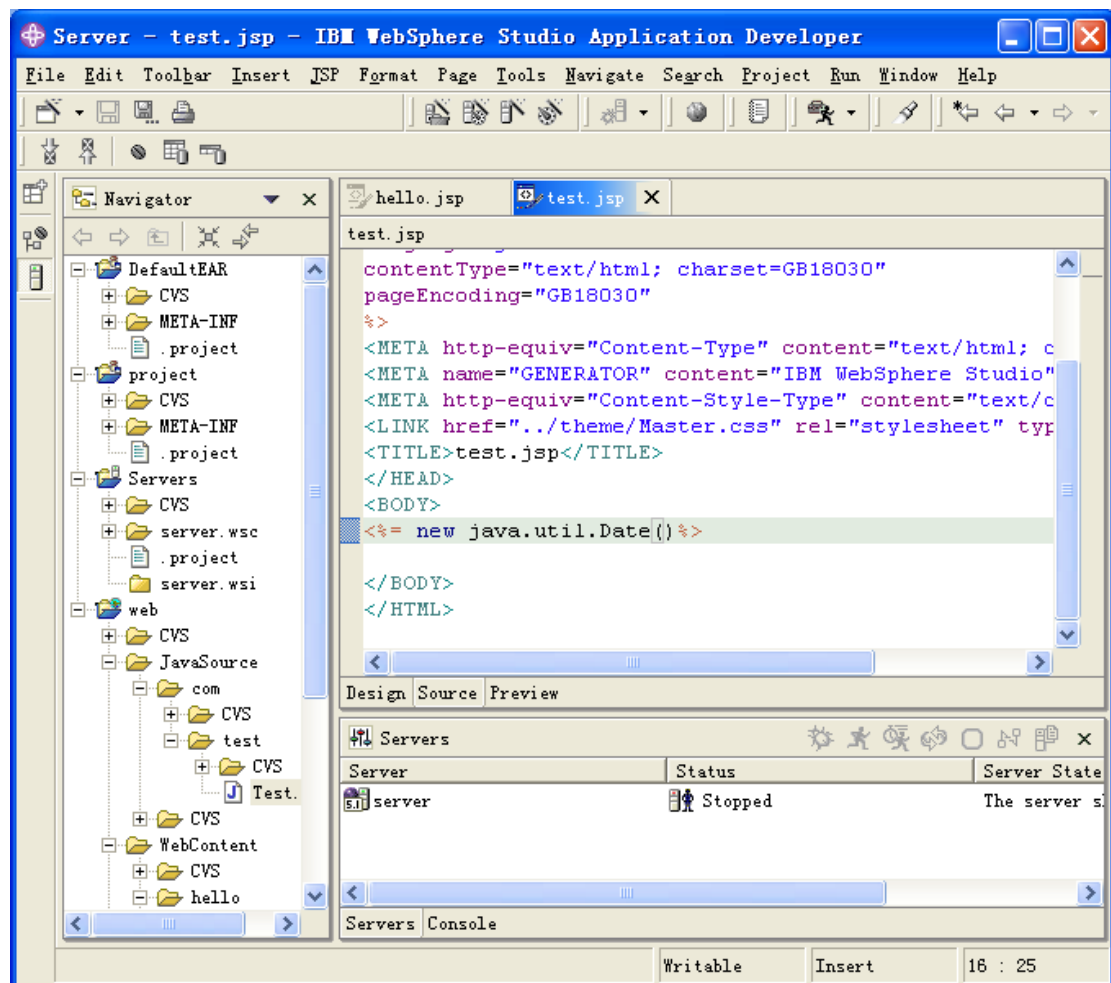 Server - test.jsp - IBM WebSphere Studio Application Developer
File Edit Toolbar Insert JSP Format Page Tools Navigate Search Project Run Window Help
Navigator
DefaultEAR
CVS
META-INF
.project
project
CVS
META-INF
.project
Servers
CVS
server.wsc
.project
server.wsi
web
CVS
JavaSource
com
CVS
test
CVS
Test.
CVS
WebContent
CVS
hello
hello.jsp test.jsp
test.jsp
contentType="text/html; charset=GB18030"
pageEncoding="GB18030"
%>
<META http-equiv="Content-Type" content="text/html; c
<META name="GENERATOR" content="IBM WebSphere Studio"
<META http-equiv="Content-Style-Type" content="text/c
<LINK href="../theme/Master.css" rel="stylesheet" typ
<TITLE>test.jsp</TITLE>
</HEAD>
<BODY>
<%= new java.util.Date()%>
</BODY>
</HTML>
Design Source Preview
Servers
Server Status Server State
5.1 server Stopped The server s
Servers Console
Writable Insert 16 : 25